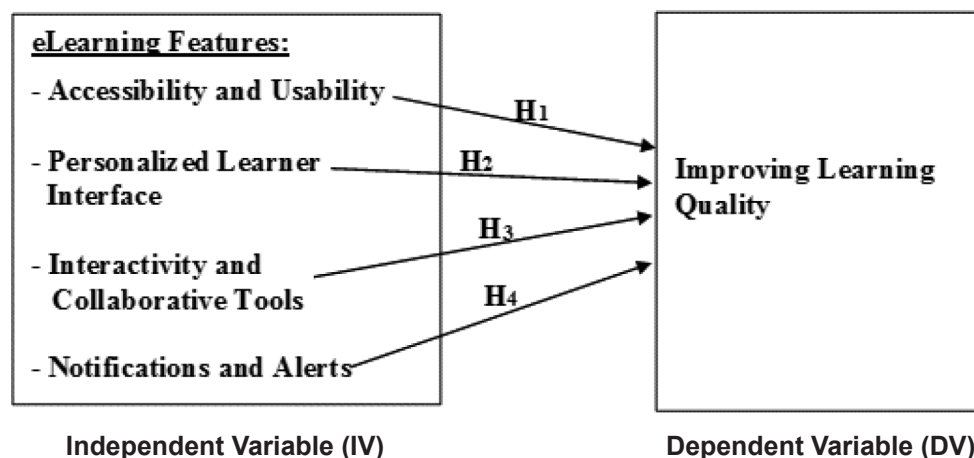 eLearning Features:
- Accessibility and Usability
H1
- Personalized Learner
Interface
H2
Improving Learning
Quality
- Interactivity and
Collaborative Tools
H3
H4
- Notifications and Alerts
Independent Variable (IV)
Dependent Variable (DV)